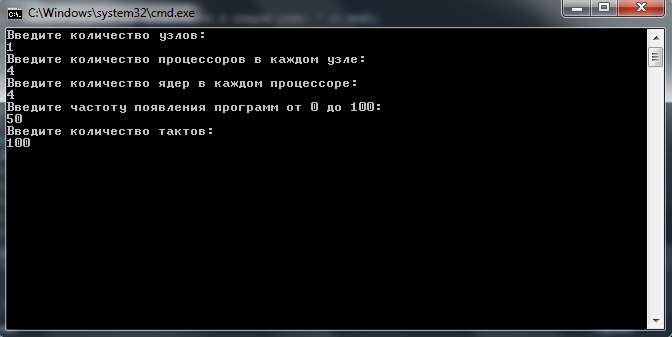 C:\Windows\system32\cmd.exe
Введите количество узлов:
1
Введите количество процессоров в каждом узле:
4
Введите количество ядер в каждом процессоре:
4
Введите частоту появления программ от 0 до 100:
50
Введите количество тактов:
100